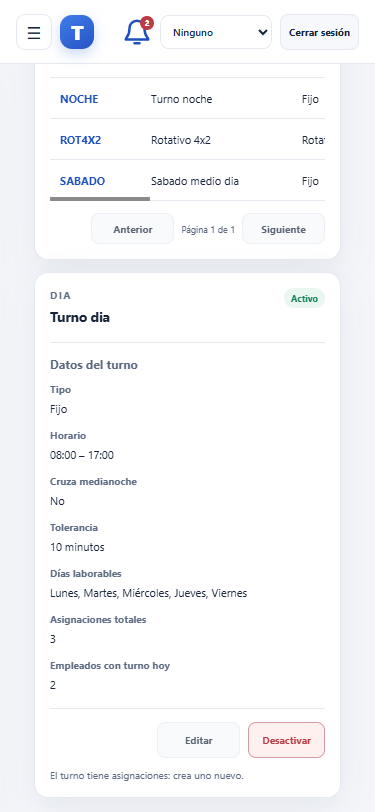 ☰ T 2 Ninguno Cerrar sesión
NOCHE Turno noche Fijo
ROT4X2 Rotativo 4x2 Rota
SABADO Sabado medio dia Fijo
Anterior Página 1 de 1 Siguiente
DIA Activo
Turno dia
Datos del turno
Tipo
Fijo
Horario
08:00 – 17:00
Cruza medianoche
No
Tolerancia
10 minutos
Días laborables
Lunes, Martes, Miércoles, Jueves, Viernes
Asignaciones totales
3
Empleados con turno hoy
2
Editar Desactivar
El turno tiene asignaciones: crea uno nuevo.